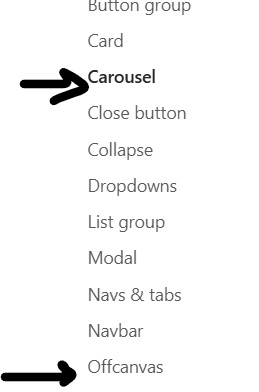 Button group
Card
Carousel
Close button
Collapse
Dropdowns
List group
Modal
Navs & tabs
Navbar
Offcanvas